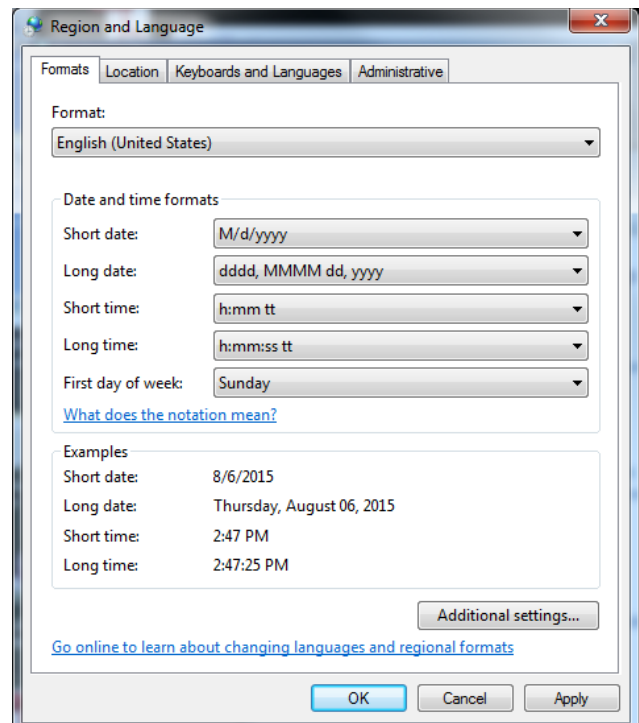 Region and Language
Formats Location Keyboards and Languages Administrative
Format:
English (United States)
Date and time formats
Short date: M/d/yyyy
Long date: dddd, MMMM dd, yyyy
Short time: h:mm tt
Long time: h:mm:ss tt
First day of week: Sunday
What does the notation mean?
Examples
Short date: 8/6/2015
Long date: Thursday, August 06, 2015
Short time: 2:47 PM
Long time: 2:47:25 PM
Additional settings...
Go online to learn about changing languages and regional formats
OK Cancel Apply